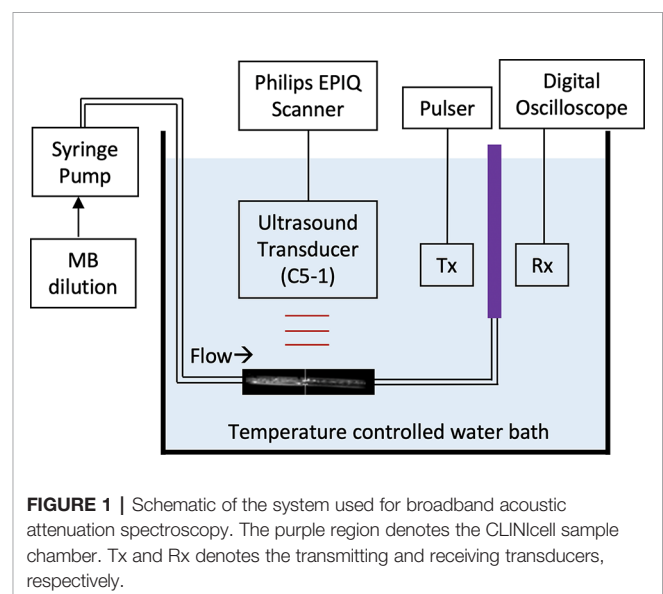 Philips EPIQ
Scanner
Pulser
Digital
Oscilloscope
Syringe
Pump
MB
dilution
Ultrasound
Transducer
(C5-1)
Tx
Rx
Flow→
Temperature controlled water bath
FIGURE 1 | Schematic of the system used for broadband acoustic
attenuation spectroscopy. The purple region denotes the CLINIcell sample
chamber. Tx and Rx denotes the transmitting and receiving transducers,
respectively.